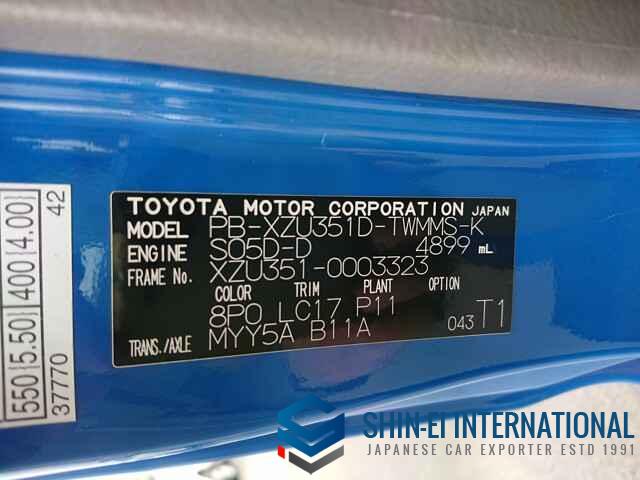 TOYOTA MOTOR CORPORATION JAPAN
MODEL PB-XZU351D-TWMMS-K
ENGINE S05D-D 4899 mL
FRAME No. XZU351-0003323
COLOR TRIM PLANT OPTION
8P0 LC17 P11
TRANS./AXLE MYY5A B11A 043 T1
550(5.50) 400(4.00)
37770 42
SHIN-EI INTERNATIONAL
JAPANESE CAR EXPORTER ESTD 1991